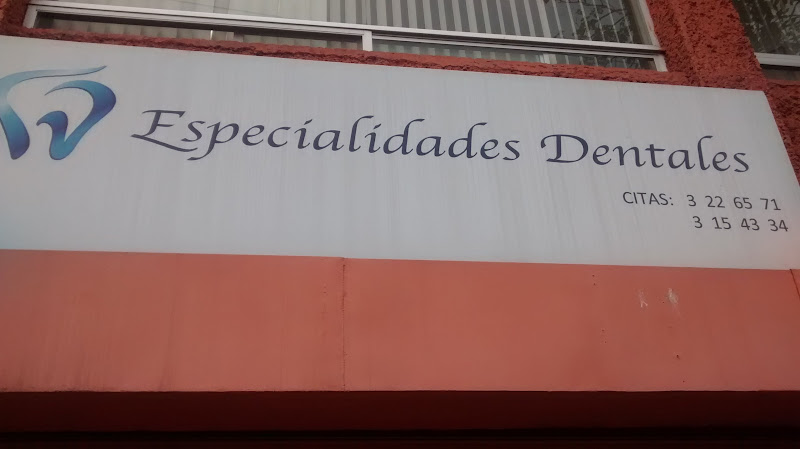 Especialidades Dentales
CITAS: 3 22 65 71
3 15 43 34